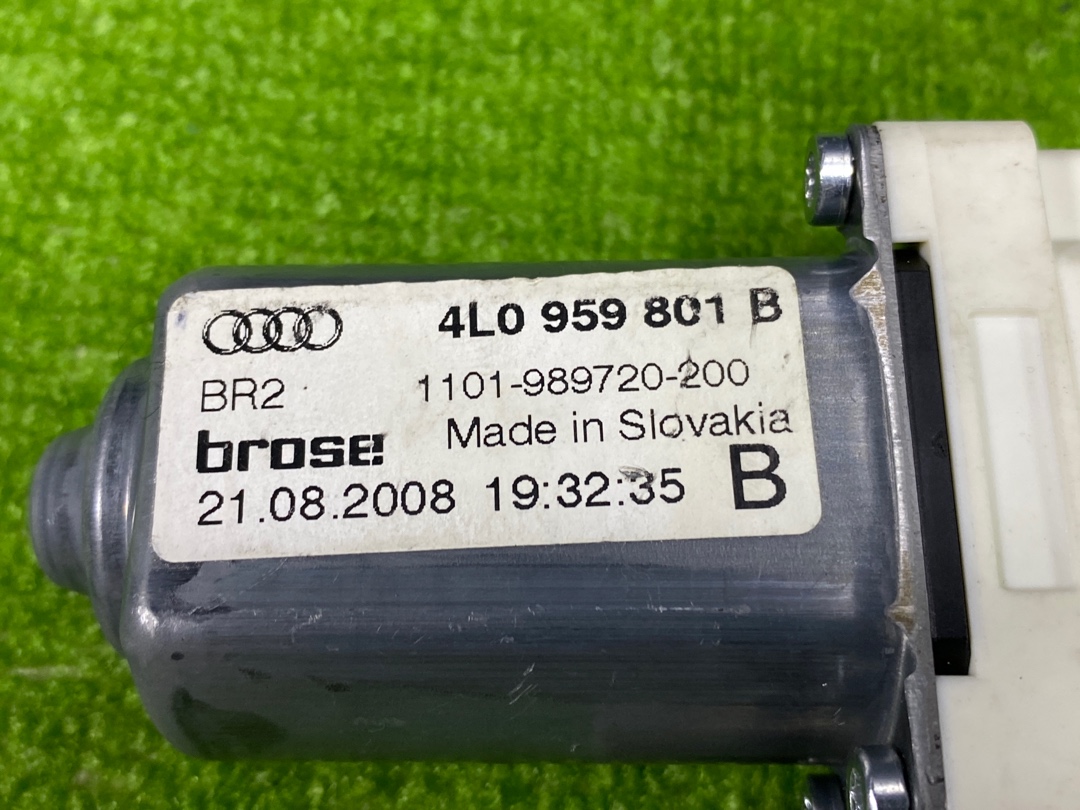 4L0 959 801 B
BR2 1101-989720-200
brose Made in Slovakia
21.08.2008 19:32:35 B